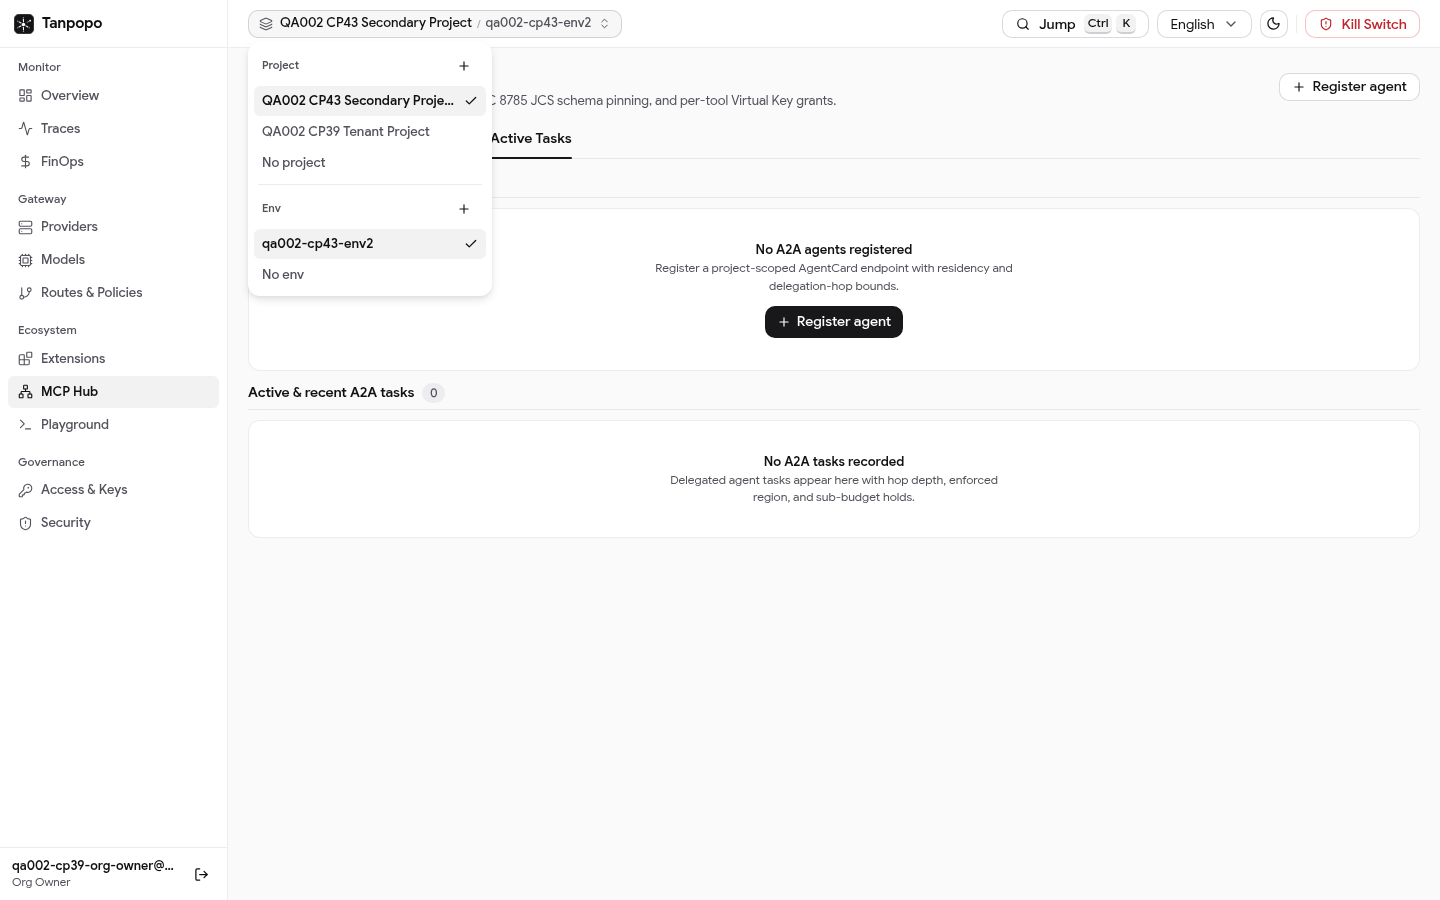 Tanpopo
QA002 CP43 Secondary Project / qa002-cp43-env2
Jump Ctrl K
English
Kill Switch
Monitor
Overview
Traces
FinOps
Gateway
Providers
Models
Routes & Policies
Ecosystem
Extensions
MCP Hub
Playground
Governance
Access & Keys
Security
qa002-cp39-org-owner@...
Org Owner
Project
QA002 CP43 Secondary Proje...
QA002 CP39 Tenant Project
No project
Env
qa002-cp43-env2
No env
8785 JCS schema pinning, and per-tool Virtual Key grants.
Register agent
Active Tasks
No A2A agents registered
Register a project-scoped AgentCard endpoint with residency and
delegation-hop bounds.
Register agent
Active & recent A2A tasks 0
No A2A tasks recorded
Delegated agent tasks appear here with hop depth, enforced
region, and sub-budget holds.